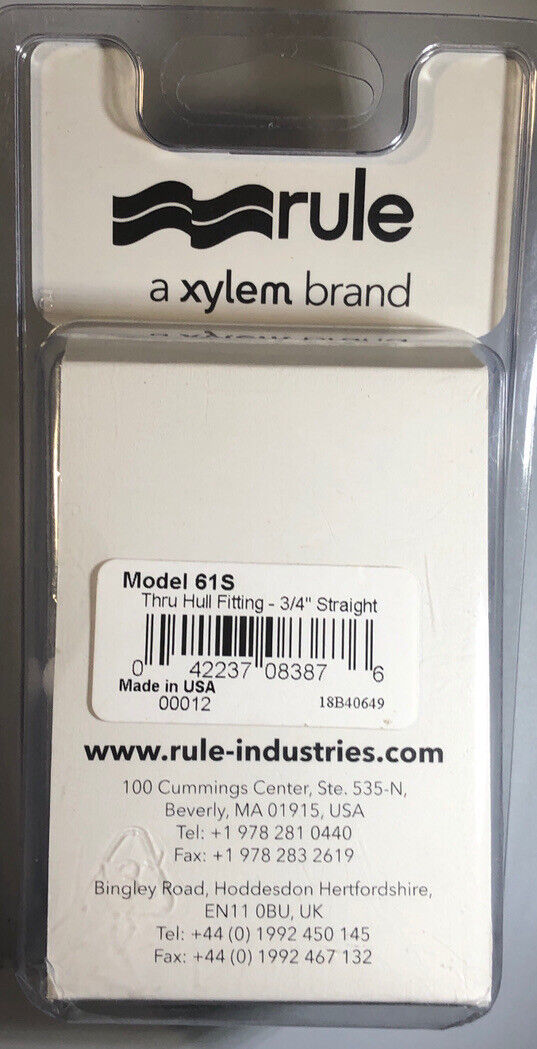 rule
a xylem brand
Model 61S
Thru Hull Fitting - 3/4" Straight
0 42237 08387 6
Made in USA
00012 18B40649
www.rule-industries.com
100 Cummings Center, Ste. 535-N,
Beverly, MA 01915, USA
Tel: +1 978 281 0440
Fax: +1 978 283 2619
Bingley Road, Hoddesdon Hertfordshire,
EN11 0BU, UK
Tel: +44 (0) 1992 450 145
Fax: +44 (0) 1992 467 132